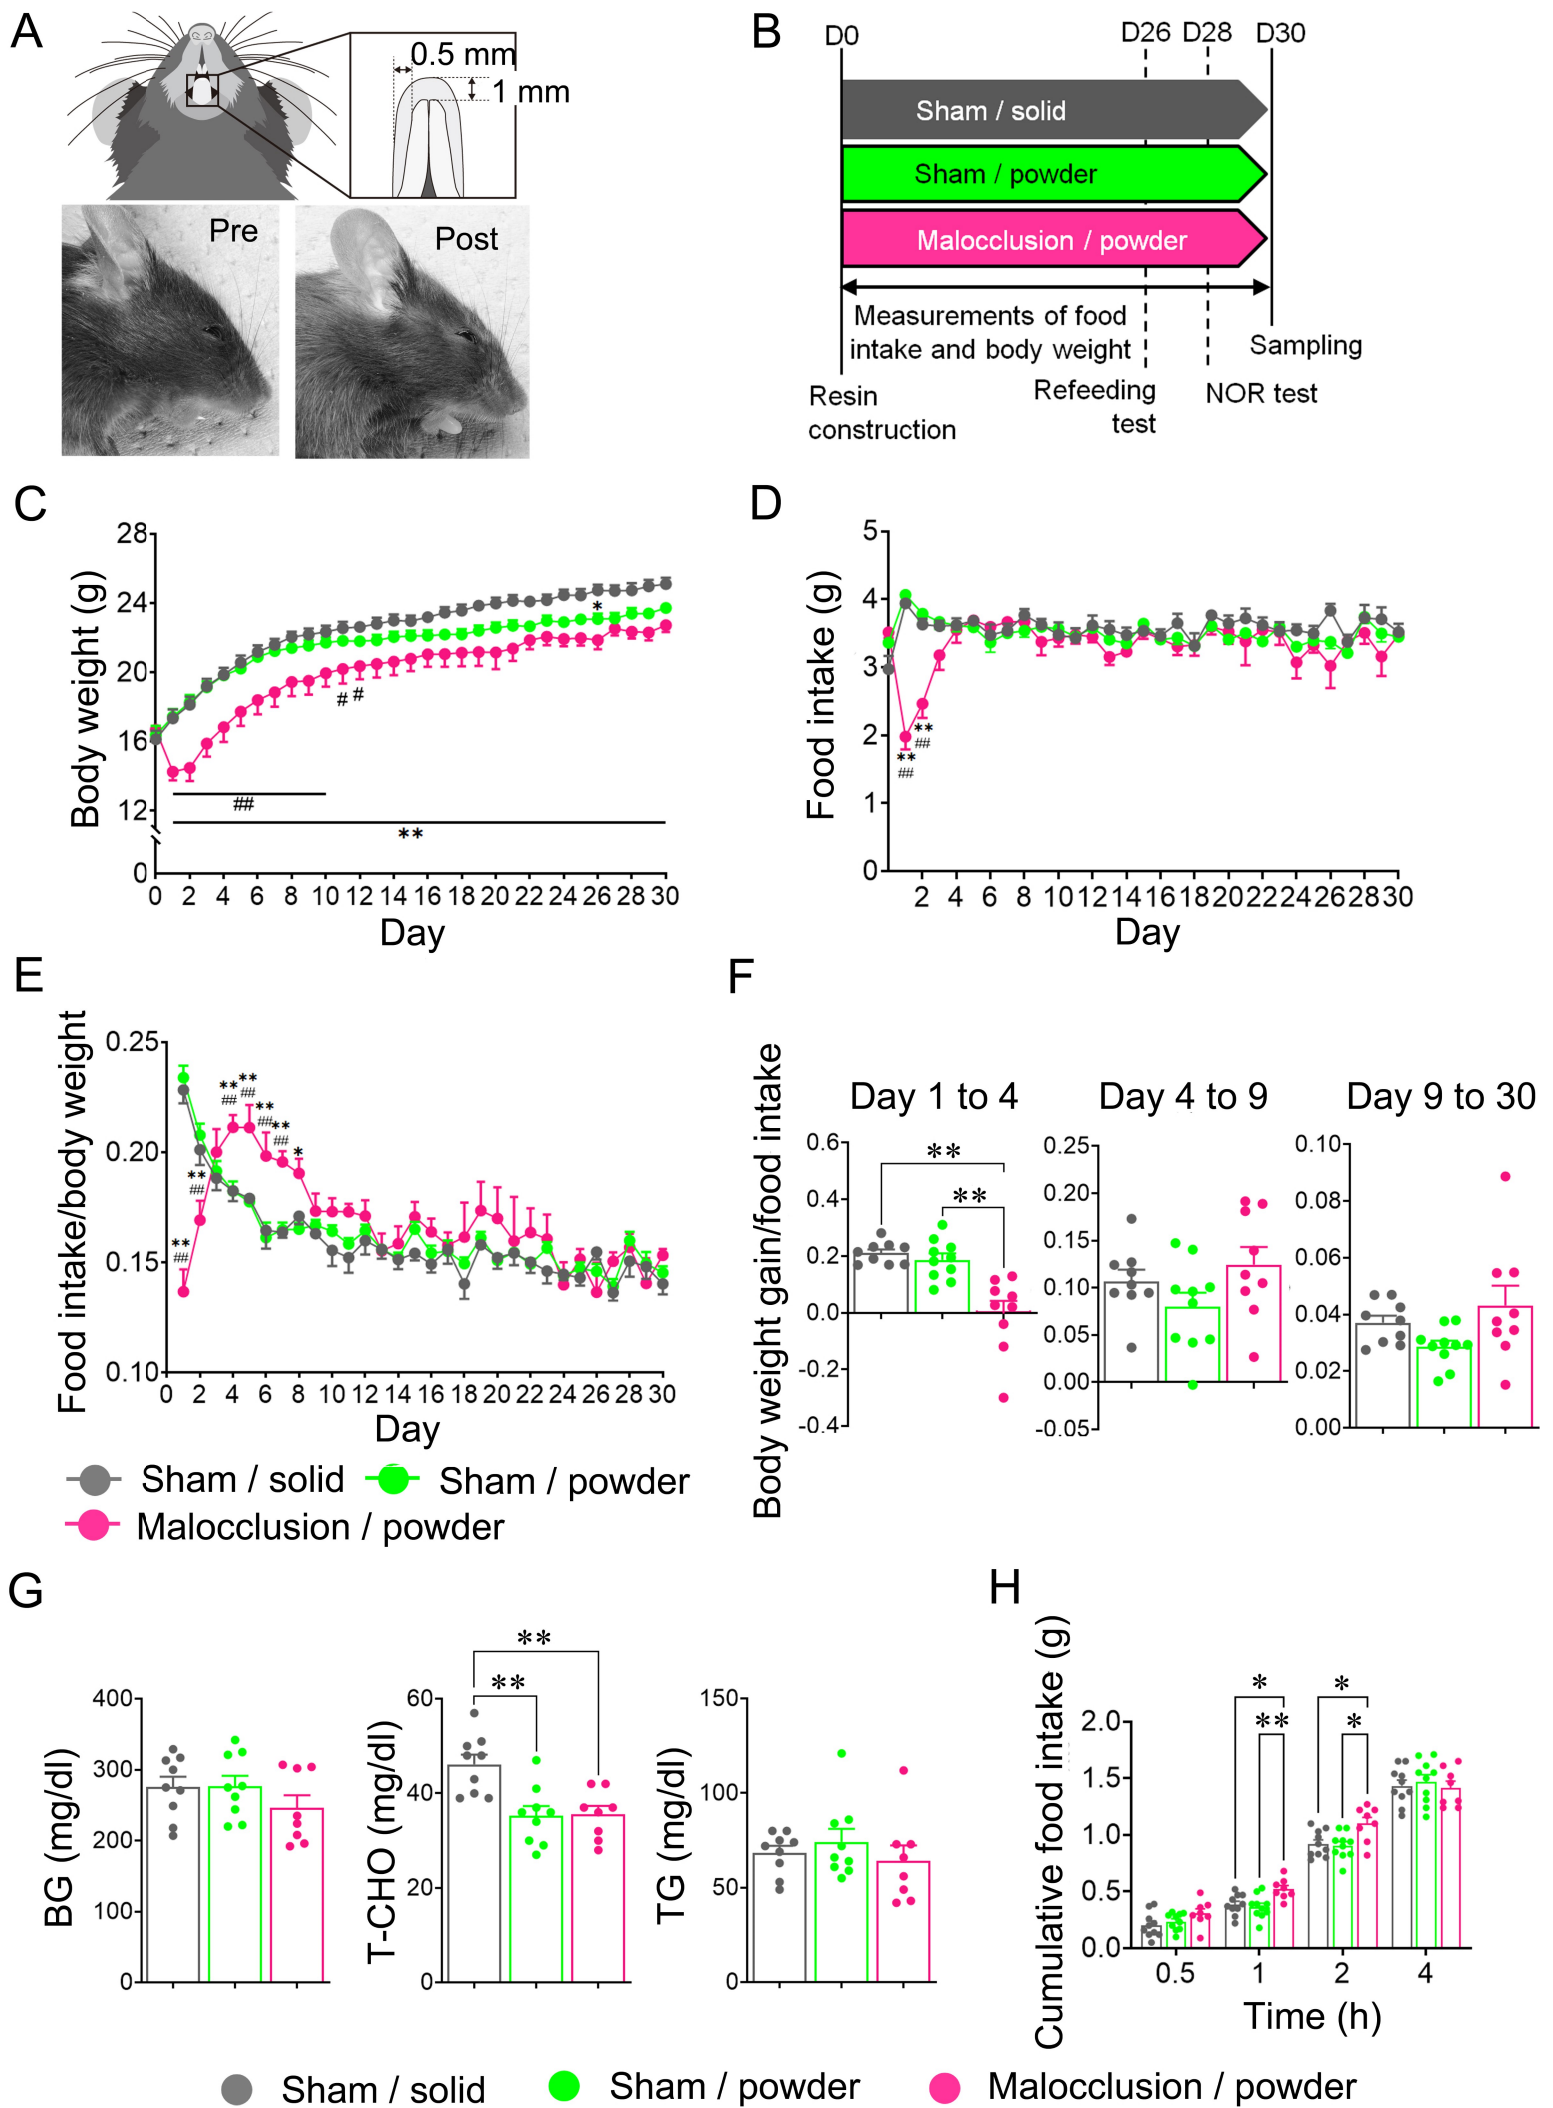 A
0.5 mm
1 mm
Pre
Post
B
D0
D26
D28
D30
Sham / solid
Sham / powder
Malocclusion / powder
Measurements of food
intake and body weight
Sampling
Resin
construction
Refeeding
test
NOR test
C
Body weight (g)
28
24
20
16
12
0
*
# #
##
**
0 2 4 6 8 10 12 14 16 18 20 22 24 26 28 30
Day
D
Food intake (g)
5
4
3
2
1
0
**
##
**
##
2 4 6 8 10 12 14 16 18 20 22 24 26 28 30
Day
E
Food intake/body weight
0.25
0.20
0.15
0.10
**
##
**
##
**
##
**
##
**
##
**
##
*
0 2 4 6 8 10 12 14 16 18 20 22 24 26 28 30
Day
Sham / solid
Sham / powder
Malocclusion / powder
F
Body weight gain/food intake
Day 1 to 4
0.6
0.4
0.2
0.0
-0.2
-0.4
**
**
Day 4 to 9
0.25
0.20
0.15
0.10
0.05
0.00
-0.05
Day 9 to 30
0.10
0.08
0.06
0.04
0.02
0.00
G
BG (mg/dl)
400
300
200
100
0
T-CHO (mg/dl)
60
40
20
0
**
**
TG (mg/dl)
150
100
50
0
H
Cumulative food intake (g)
2.0
1.5
1.0
0.5
0.0
*
**
*
*
0.5 1 2 4
Time (h)
Sham / solid
Sham / powder
Malocclusion / powder